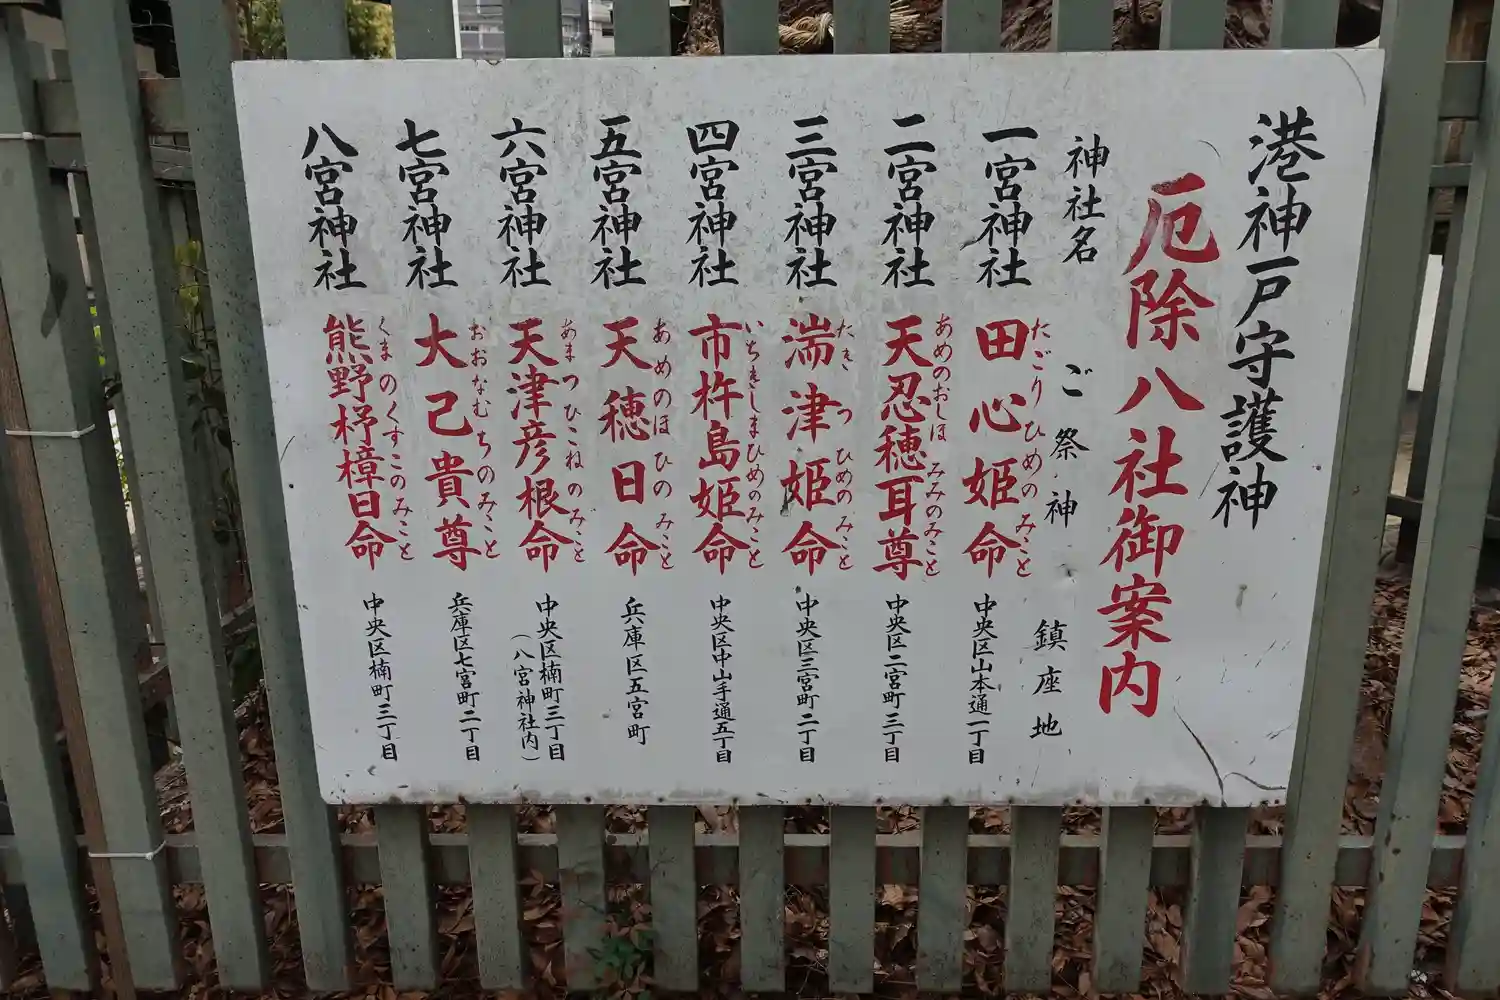 港神戸守護神
厄除八社御案内
神社名 ご祭神 鎮座地
一宮神社 田心姫命 たごりひめのみこと 中央区山本通一丁目
二宮神社 天忍穂耳尊 あめのおしほみみのみこと 中央区二宮町三丁目
三宮神社 湍津姫命 たきつひめのみこと 中央区三宮町二丁目
四宮神社 市杵島姫命 いちきしまひめのみこと 中央区中山手通五丁目
五宮神社 天穂日命 あめのほひのみこと 兵庫区五宮町
六宮神社 天津彦根命 あまつひこねのみこと 中央区楠町三丁目
(八宮神社内)
七宮神社 大己貴尊 おおなむちのみこと 兵庫区七宮町二丁目
八宮神社 熊野杼樟日命 くまのくすこのみこと 中央区楠町三丁目